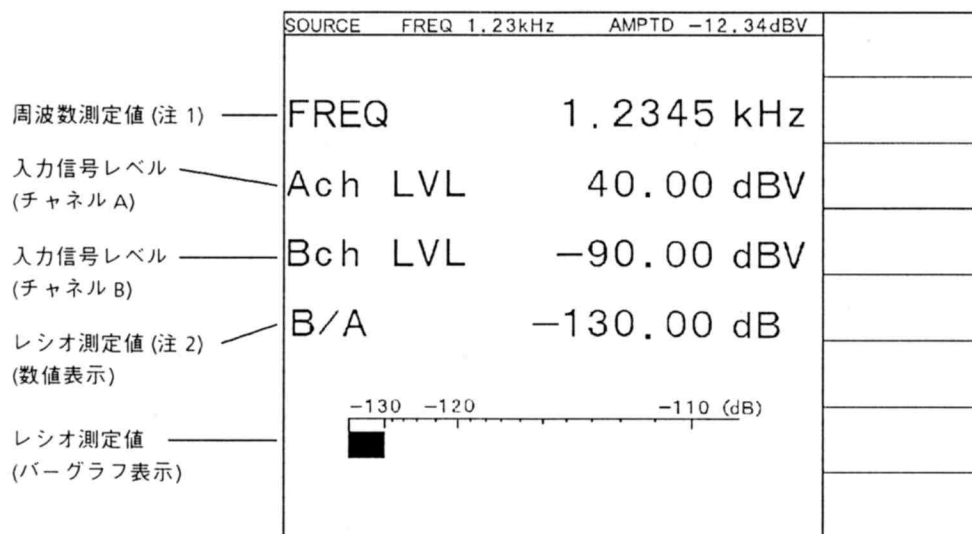 SOURCE FREQ 1.23kHz AMPTD -12.34dBV
周波数測定値 (注 1)
FREQ 1.2345 kHz
入力信号レベル
(チャネル A)
Ach LVL 40.00 dBV
入力信号レベル
(チャネル B)
Bch LVL -90.00 dBV
レシオ測定値 (注 2)
(数値表示)
B/A -130.00 dB
-130 -120 -110 (dB)
レシオ測定値
(バーグラフ表示)